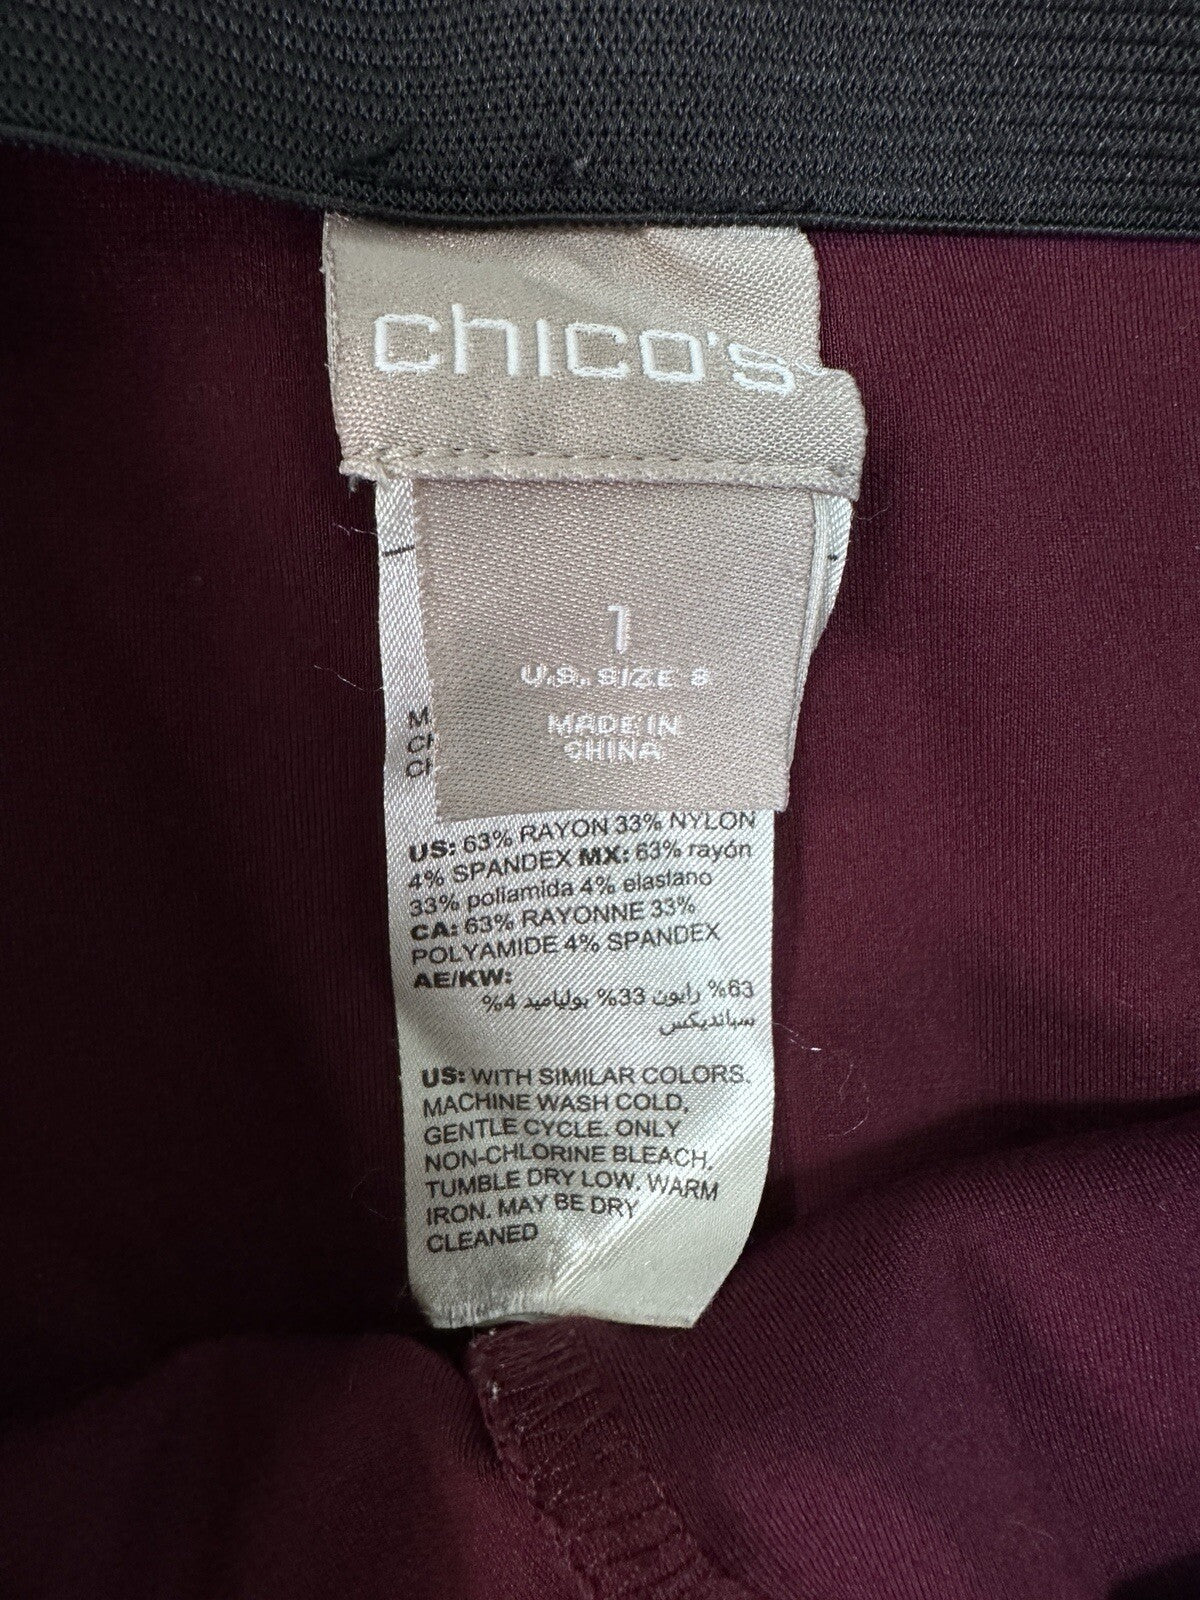 chico's
1
U.S. SIZE 8
MADE IN
CHINA
US: 63% RAYON 33% NYLON
4% SPANDEX MX: 63% rayón
33% poliamida 4% elastano
CA: 63% RAYONNE 33%
POLYAMIDE 4% SPANDEX
AE/KW:
63% رايون 33% بولياميد 4%
سبانديكس
US: WITH SIMILAR COLORS.
MACHINE WASH COLD,
GENTLE CYCLE. ONLY
NON-CHLORINE BLEACH.
TUMBLE DRY LOW. WARM
IRON. MAY BE DRY
CLEANED